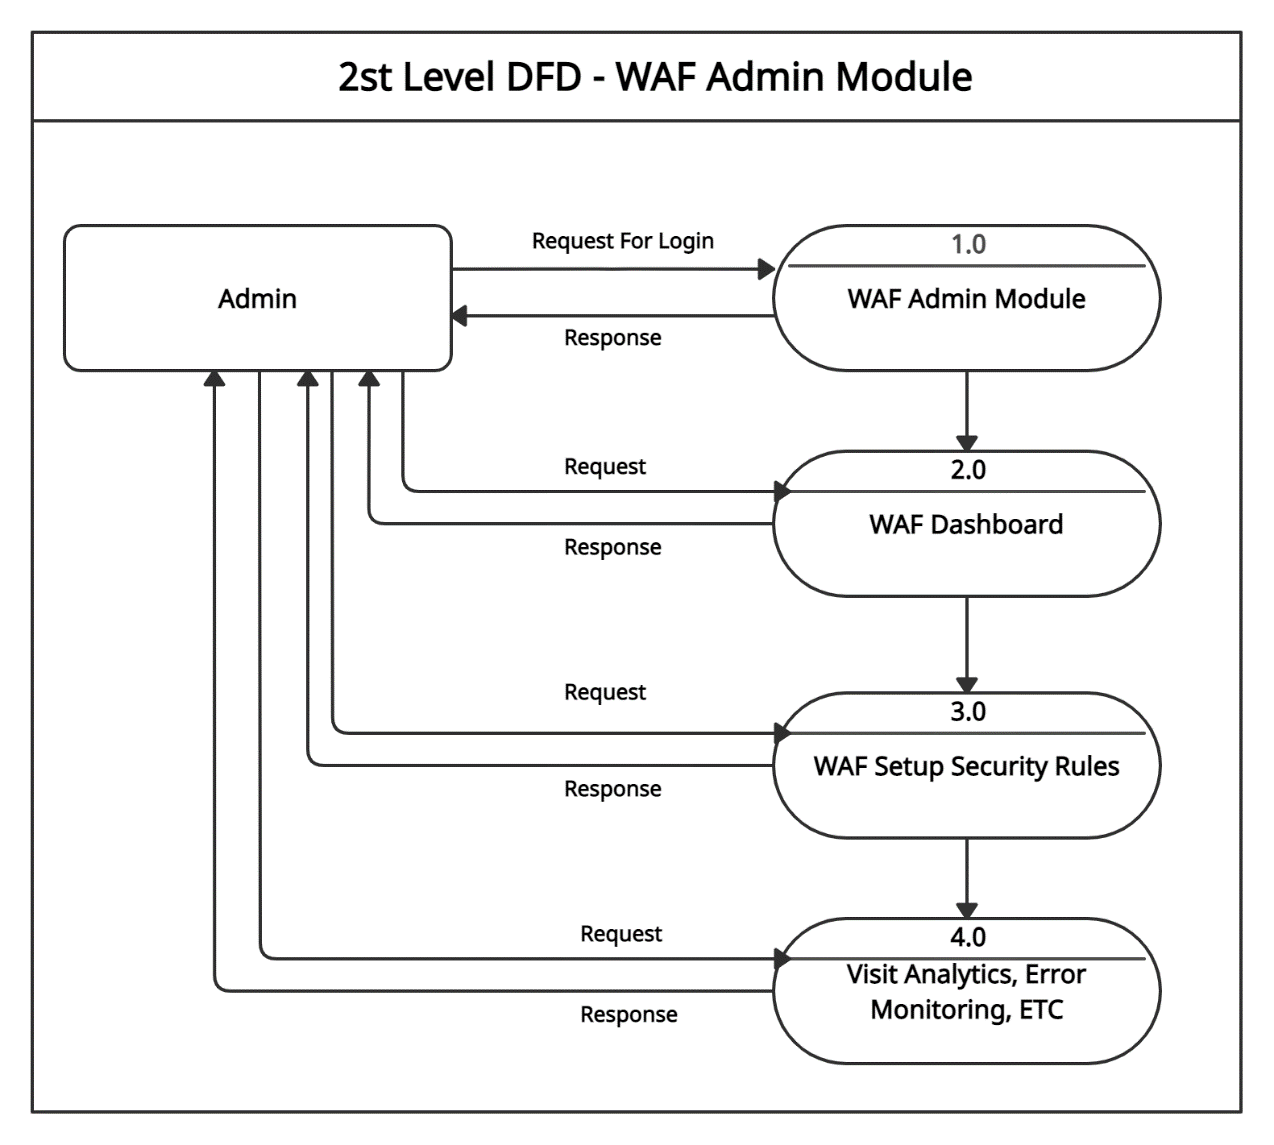 2st Level DFD - WAF Admin Module
Request For Login
1.0
Admin
WAF Admin Module
Response
Request
2.0
WAF Dashboard
Response
Request
3.0
WAF Setup Security Rules
Response
Request
4.0
Visit Analytics, Error
Monitoring, ETC
Response